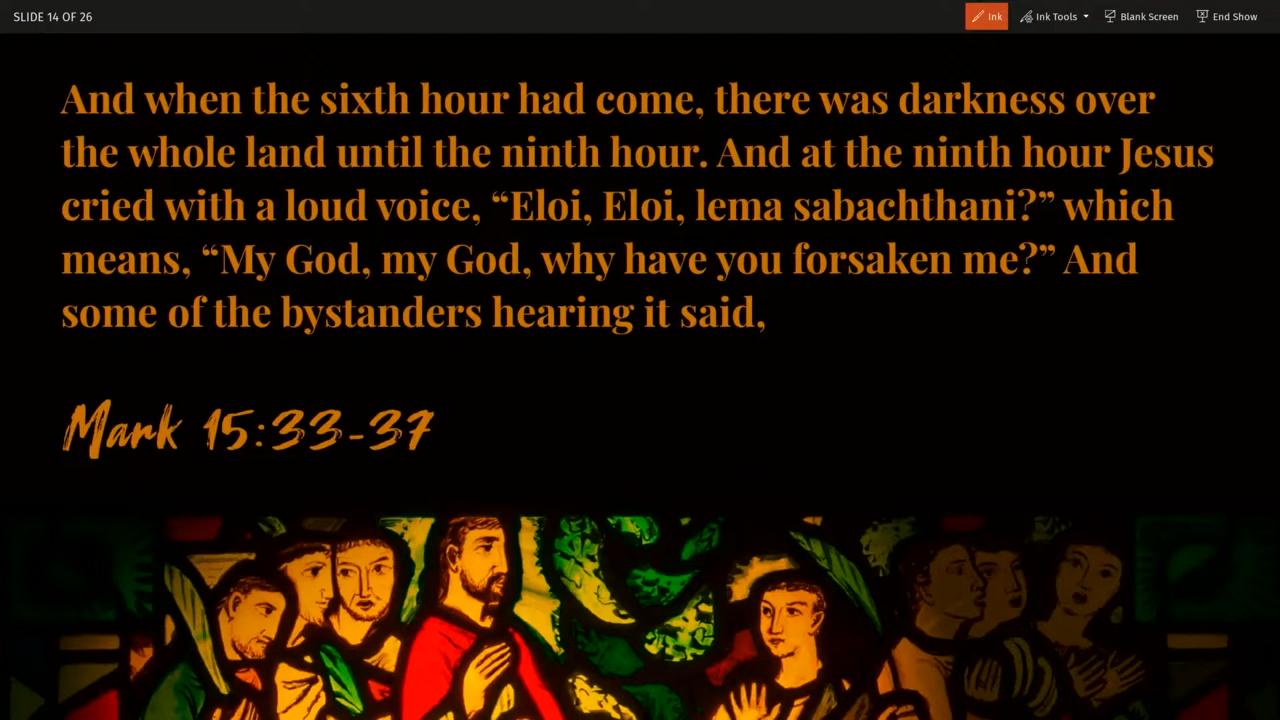 SLIDE 14 OF 26
Ink
Ink Tools
Blank Screen
End Show
And when the sixth hour had come, there was darkness over
the whole land until the ninth hour. And at the ninth hour Jesus
cried with a loud voice, “Eloi, Eloi, lema sabachthani?” which
means, “My God, my God, why have you forsaken me?” And
some of the bystanders hearing it said,
Mark 15:33-37